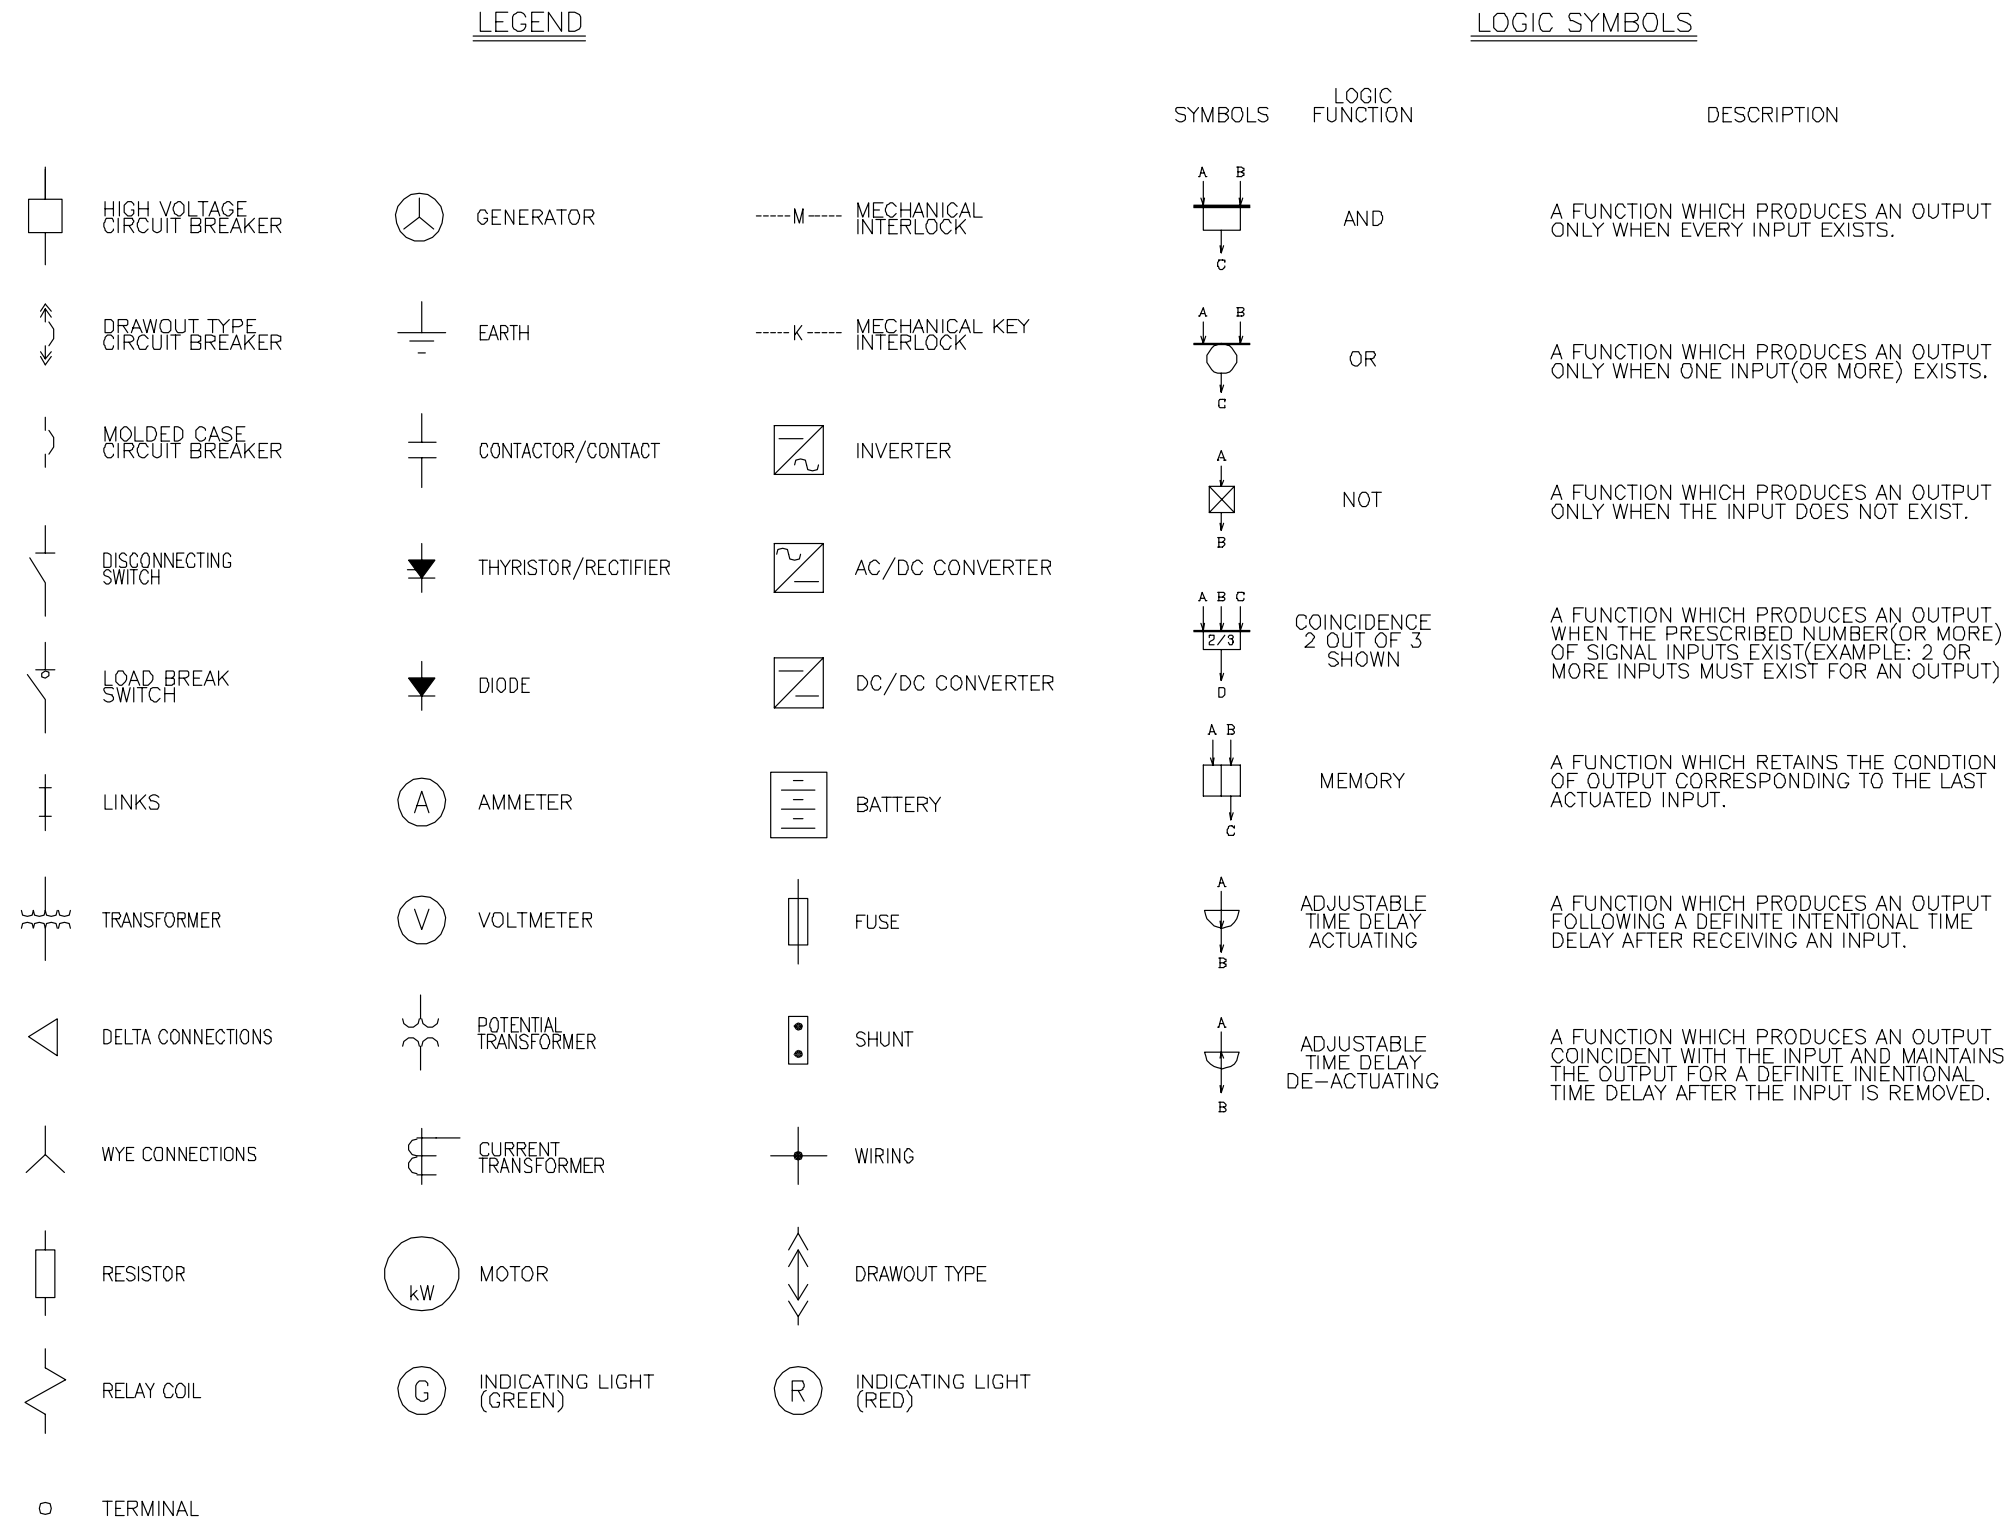 LEGEND
HIGH VOLTAGE
CIRCUIT BREAKER
DRAWOUT TYPE
CIRCUIT BREAKER
MOLDED CASE
CIRCUIT BREAKER
DISCONNECTING
SWITCH
LOAD BREAK
SWITCH
LINKS
TRANSFORMER
DELTA CONNECTIONS
WYE CONNECTIONS
RESISTOR
RELAY COIL
TERMINAL
GENERATOR
EARTH
CONTACTOR/CONTACT
THYRISTOR/RECTIFIER
DIODE
A
AMMETER
V
VOLTMETER
POTENTIAL
TRANSFORMER
CURRENT
TRANSFORMER
kW
MOTOR
G
INDICATING LIGHT
(GREEN)
M
MECHANICAL
INTERLOCK
K
MECHANICAL KEY
INTERLOCK
INVERTER
AC/DC CONVERTER
DC/DC CONVERTER
BATTERY
FUSE
SHUNT
WIRING
DRAWOUT TYPE
R
INDICATING LIGHT
(RED)
LOGIC SYMBOLS
SYMBOLS
LOGIC
FUNCTION
DESCRIPTION
A B
C
AND
A FUNCTION WHICH PRODUCES AN OUTPUT
ONLY WHEN EVERY INPUT EXISTS.
A B
C
OR
A FUNCTION WHICH PRODUCES AN OUTPUT
ONLY WHEN ONE INPUT(OR MORE) EXISTS.
A
B
NOT
A FUNCTION WHICH PRODUCES AN OUTPUT
ONLY WHEN THE INPUT DOES NOT EXIST.
A B C
2/3
D
COINCIDENCE
2 OUT OF 3
SHOWN
A FUNCTION WHICH PRODUCES AN OUTPUT
WHEN THE PRESCRIBED NUMBER(OR MORE)
OF SIGNAL INPUTS EXIST(EXAMPLE: 2 OR
MORE INPUTS MUST EXIST FOR AN OUTPUT)
A B
C
MEMORY
A FUNCTION WHICH RETAINS THE CONDTION
OF OUTPUT CORRESPONDING TO THE LAST
ACTUATED INPUT.
A
B
ADJUSTABLE
TIME DELAY
ACTUATING
A FUNCTION WHICH PRODUCES AN OUTPUT
FOLLOWING A DEFINITE INTENTIONAL TIME
DELAY AFTER RECEIVING AN INPUT.
A
B
ADJUSTABLE
TIME DELAY
DE-ACTUATING
A FUNCTION WHICH PRODUCES AN OUTPUT
COINCIDENT WITH THE INPUT AND MAINTAINS
THE OUTPUT FOR A DEFINITE INIENTIONAL
TIME DELAY AFTER THE INPUT IS REMOVED.